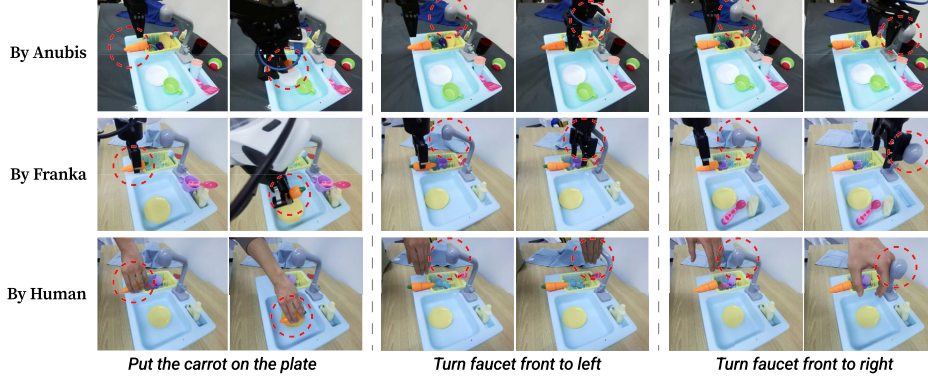 By Anubis
By Franka
By Human
Put the carrot on the plate
Turn faucet front to left
Turn faucet front to right